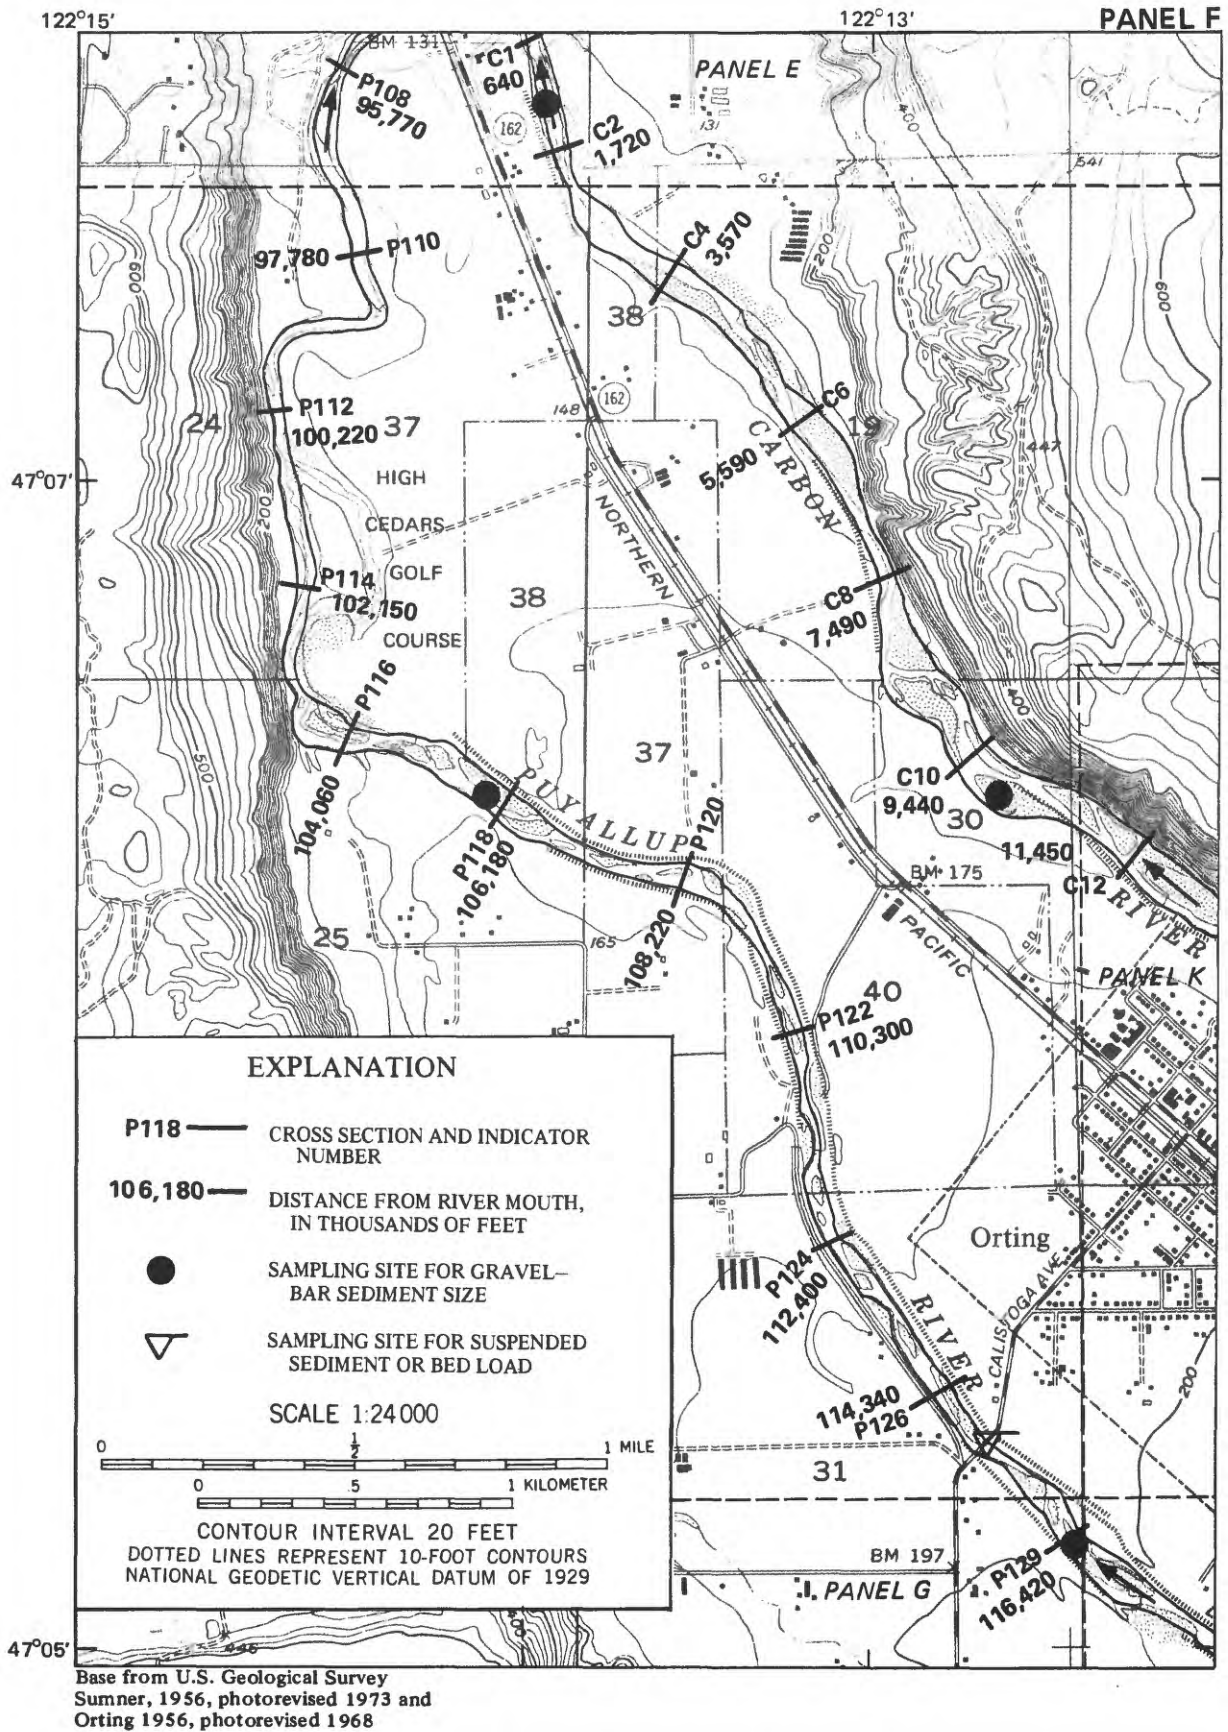 122°15'
122°13'
PANEL F
BM 131
C1
640
PANEL E
P108
95,770
162
C2
1,720
131
400
541
97,780
P110
C4
3,570
200
600
600
38
162
148
C6
19
24
P112
100,220
37
447
47°07'
HIGH
CEDARS
GOLF
COURSE
200
5,590
CARBON
NORTHERN
P114
102,150
38
C8
7,490
P116
400
37
500
C10
9,440
30
PUYALLUP
P120
104,060
P118
106,180
11,450
C12
RIVER
BM 175
25
165
108,220
PACIFIC
PANEL K
40
P122
110,300
EXPLANATION
P118
CROSS SECTION AND INDICATOR
NUMBER
106,180
DISTANCE FROM RIVER MOUTH,
IN THOUSANDS OF FEET
SAMPLING SITE FOR GRAVEL–
BAR SEDIMENT SIZE
SAMPLING SITE FOR SUSPENDED
SEDIMENT OR BED LOAD
SCALE 1:24 000
0 ½ 1 MILE
0 .5 1 KILOMETER
CONTOUR INTERVAL 20 FEET
DOTTED LINES REPRESENT 10-FOOT CONTOURS
NATIONAL GEODETIC VERTICAL DATUM OF 1929
Orting
P124
112,400
CALISTOGA AVE
RIVER
200
114,340
P126
31
BM 197
P129
116,420
PANEL G
47°05'
446
Base from U.S. Geological Survey
Sumner, 1956, photorevised 1973 and
Orting 1956, photorevised 1968